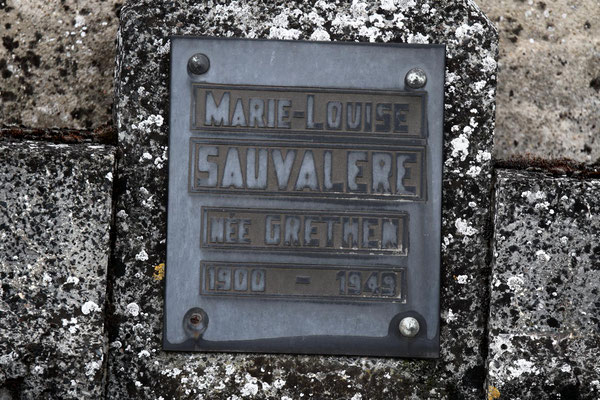 MARIE-LOUISE
SAUVALERE
NÉE GRETHEN
1900 - 1949